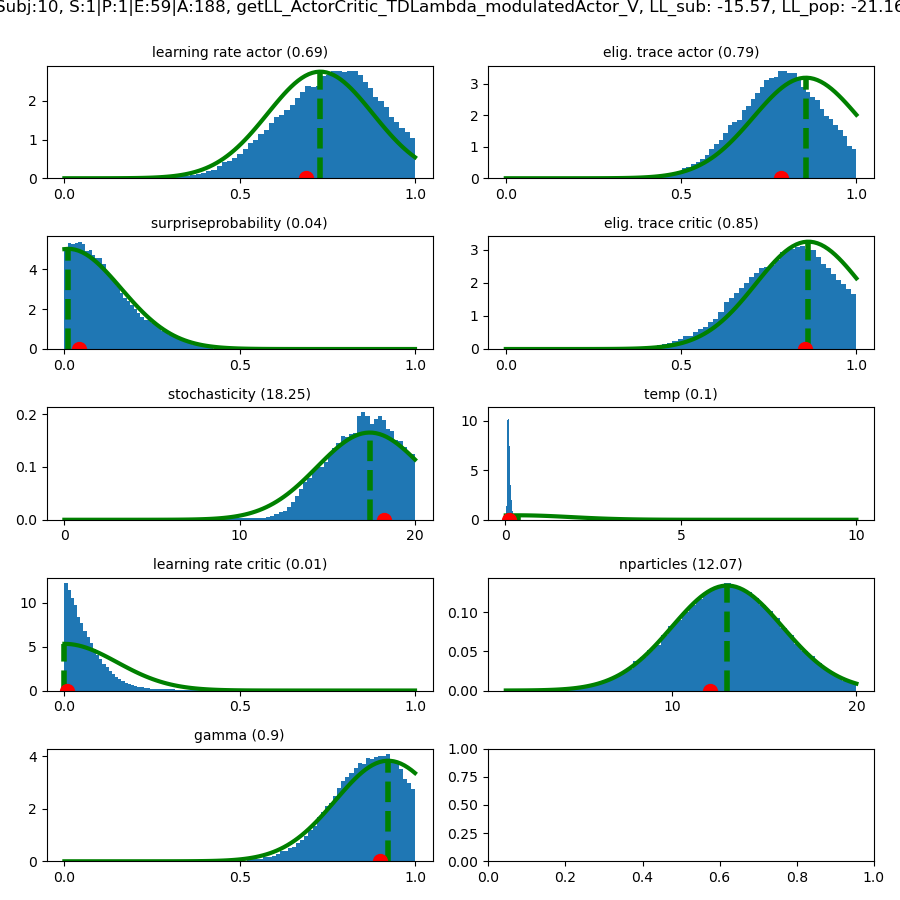 Subj:10, S:1|P:1|E:59|A:188, getLL_ActorCritic_TDLambda_modulatedActor_V, LL_sub: -15.57, LL_pop: -21.16
learning rate actor (0.69)
elig. trace actor (0.79)
2
1
0
0.0 0.5 1.0
3
2
1
0
0.0 0.5 1.0
surpriseprobability (0.04)
elig. trace critic (0.85)
4
2
0
0.0 0.5 1.0
3
2
1
0
0.0 0.5 1.0
stochasticity (18.25)
temp (0.1)
0.2
0.1
0.0
0 10 20
10
5
0
0 5 10
learning rate critic (0.01)
nparticles (12.07)
10
5
0
0.0 0.5 1.0
0.10
0.05
0.00
10 20
gamma (0.9)
4
2
0
0.0 0.5 1.0
1.00
0.75
0.50
0.25
0.00
0.0 0.2 0.4 0.6 0.8 1.0